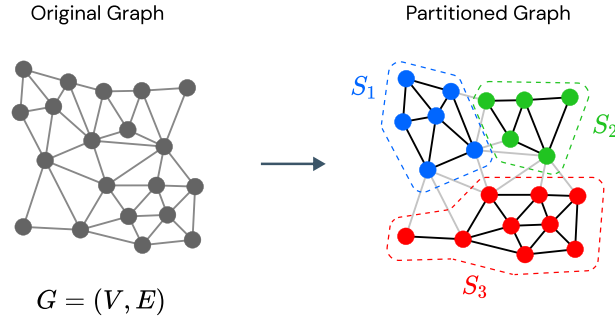 Original Graph
Partitioned Graph
S₁
S₂
S₃
G = (V, E)